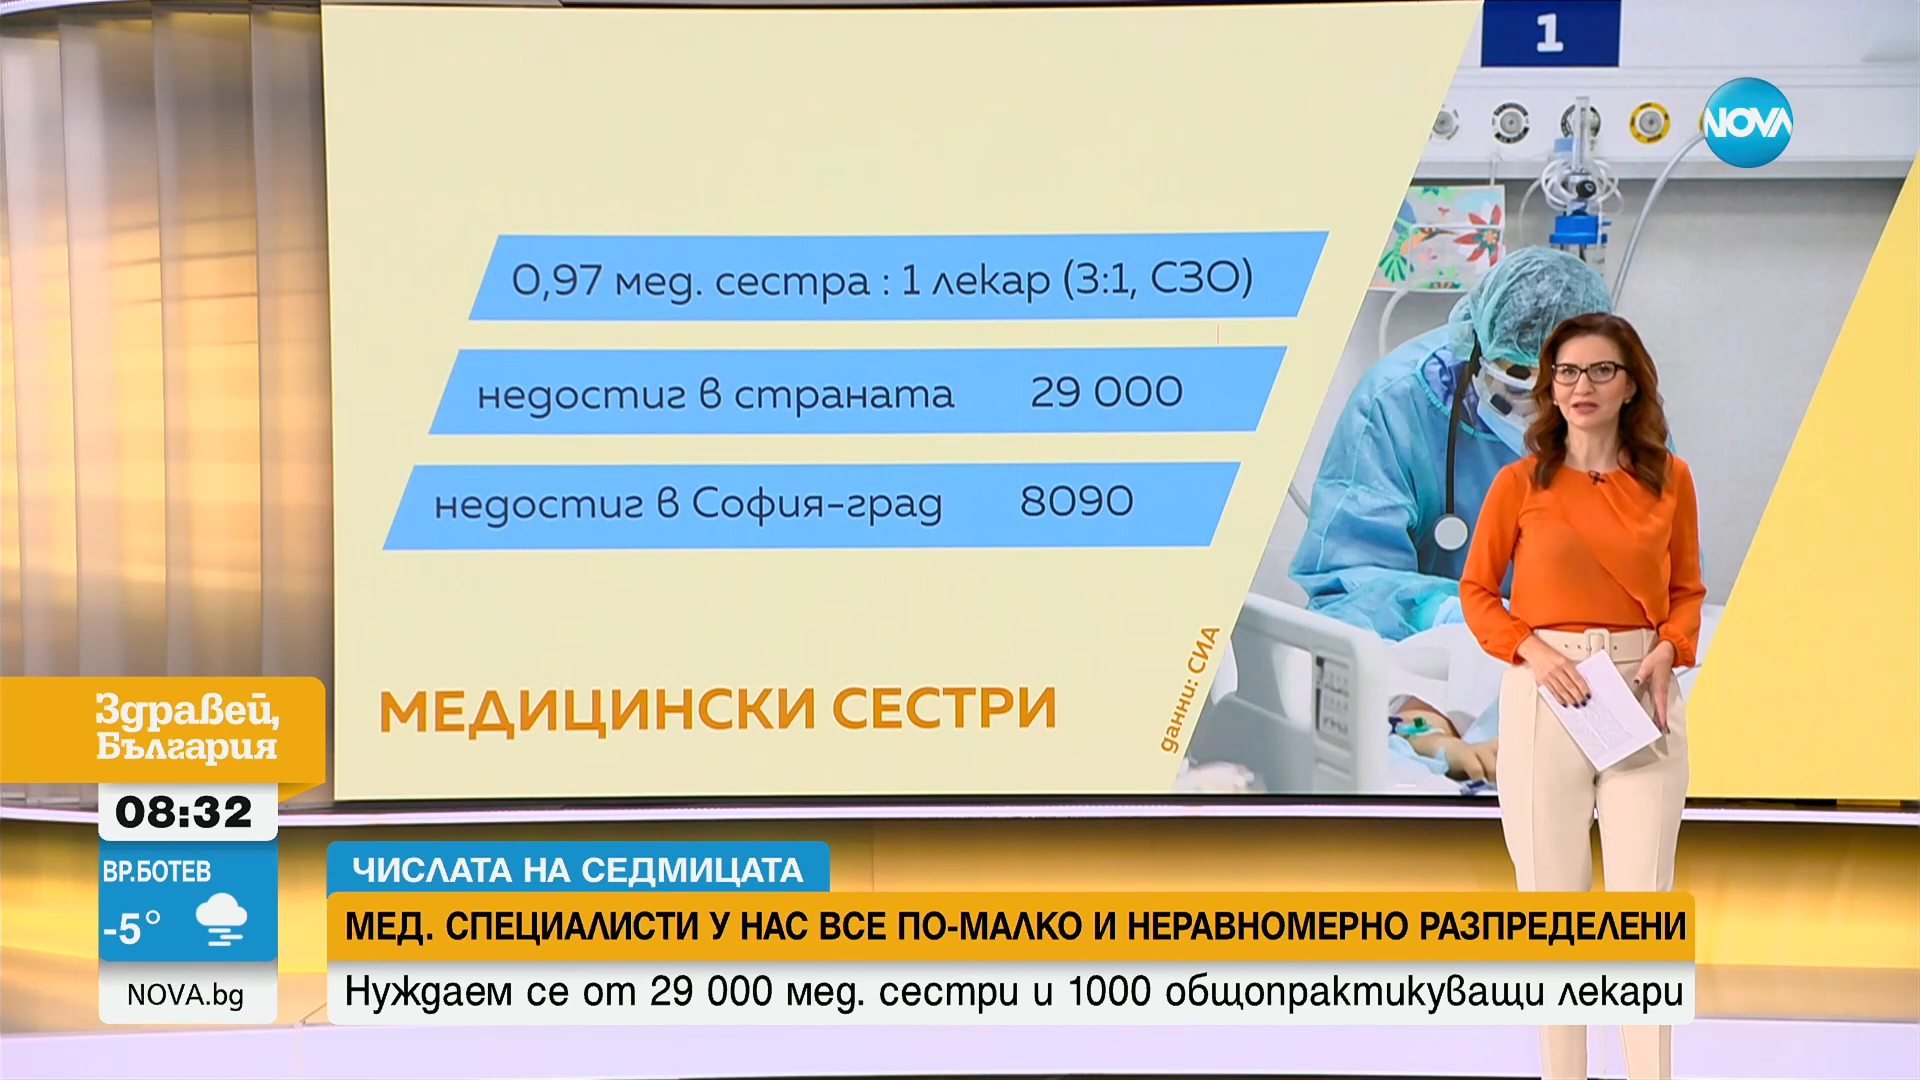 1
NOVA
0,97 мед. сестра : 1 лекар (3:1, СЗО)
недостиг в страната 29 000
недостиг в София-град 8090
данни: СИА
МЕДИЦИНСКИ СЕСТРИ
Здравей,
България
08:32
ВР.БОТЕВ
-5°
NOVA.bg
ЧИСЛАТА НА СЕДМИЦАТА
МЕД. СПЕЦИАЛИСТИ У НАС ВСЕ ПО-МАЛКО И НЕРАВНОМЕРНО РАЗПРЕДЕЛЕНИ
Нуждаем се от 29 000 мед. сестри и 1000 общопрактикуващи лекари